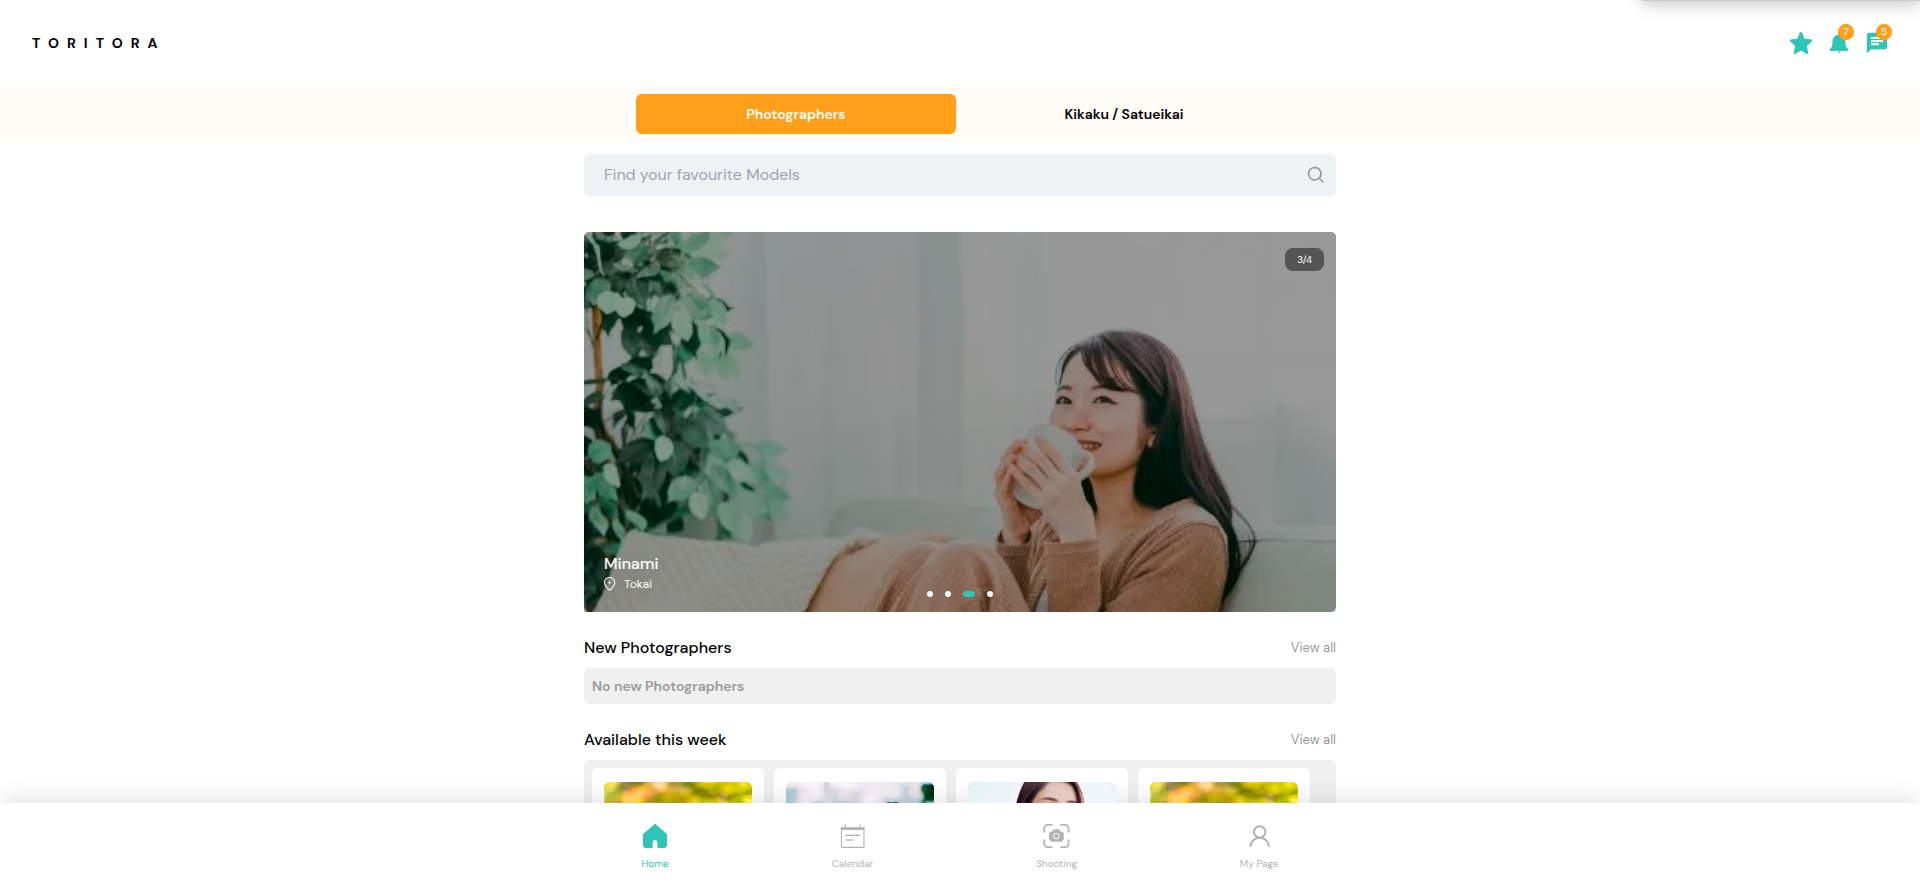 TORITORA
7
5
Photographers
Kikaku / Satueikai
Find your favourite Models
3/4
Minami
Tokai
New Photographers
View all
No new Photographers
Available this week
View all
Home
Calendar
Shooting
My Page